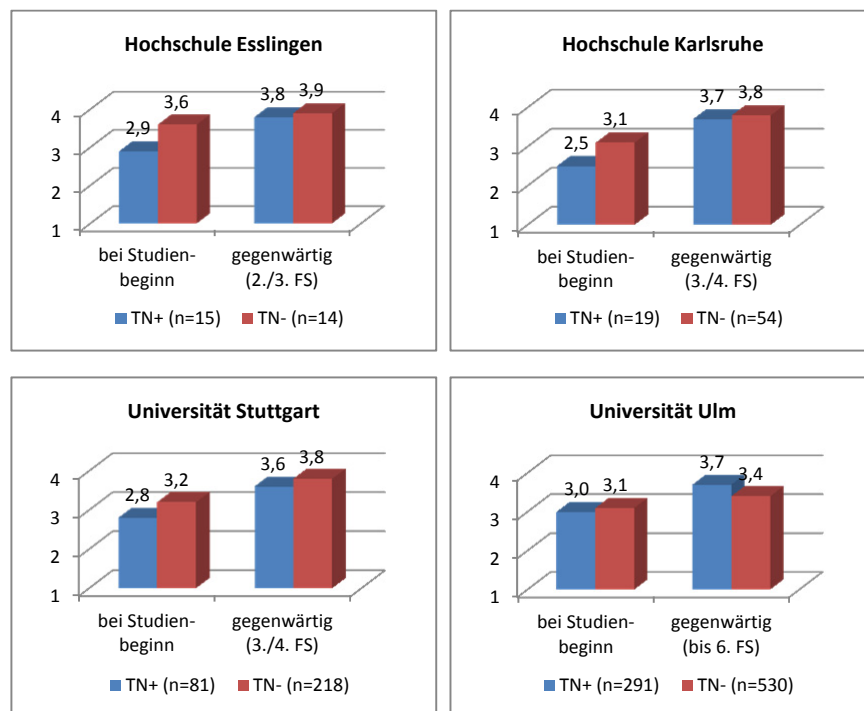 Hochschule Esslingen
2,9 3,6 3,8 3,9
4
3
2
1
bei Studien-
beginn
gegenwärtig
(2./3. FS)
TN+ (n=15) TN- (n=14)
Hochschule Karlsruhe
2,5 3,1 3,7 3,8
4
3
2
1
bei Studien-
beginn
gegenwärtig
(3./4. FS)
TN+ (n=19) TN- (n=54)
Universität Stuttgart
2,8 3,2 3,6 3,8
4
3
2
1
bei Studien-
beginn
gegenwärtig
(3./4. FS)
TN+ (n=81) TN- (n=218)
Universität Ulm
3,0 3,1 3,7 3,4
4
3
2
1
bei Studien-
beginn
gegenwärtig
(bis 6. FS)
TN+ (n=291) TN- (n=530)